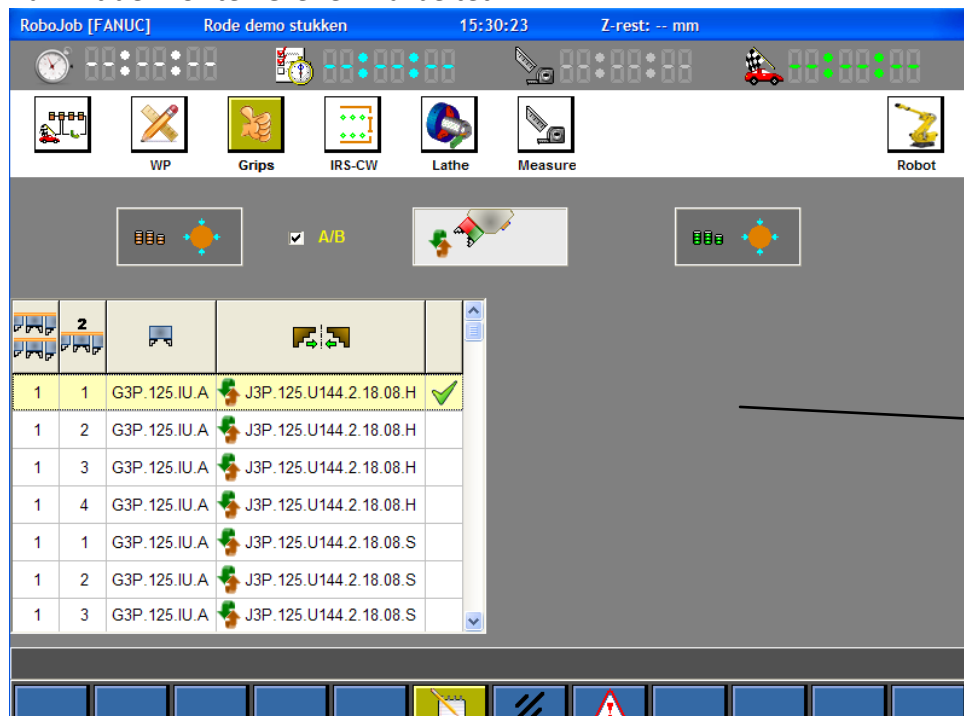 RoboJob [FANUC] Rode demo stukken 15:30:23 Z-rest: -- mm
WP Grips IRS-CW Lathe Measure Robot
A/B
2
1 1 G3P.125.IU.A J3P.125.U144.2.18.08.H
1 2 G3P.125.IU.A J3P.125.U144.2.18.08.H
1 3 G3P.125.IU.A J3P.125.U144.2.18.08.H
1 4 G3P.125.IU.A J3P.125.U144.2.18.08.H
1 1 G3P.125.IU.A J3P.125.U144.2.18.08.S
1 2 G3P.125.IU.A J3P.125.U144.2.18.08.S
1 3 G3P.125.IU.A J3P.125.U144.2.18.08.S